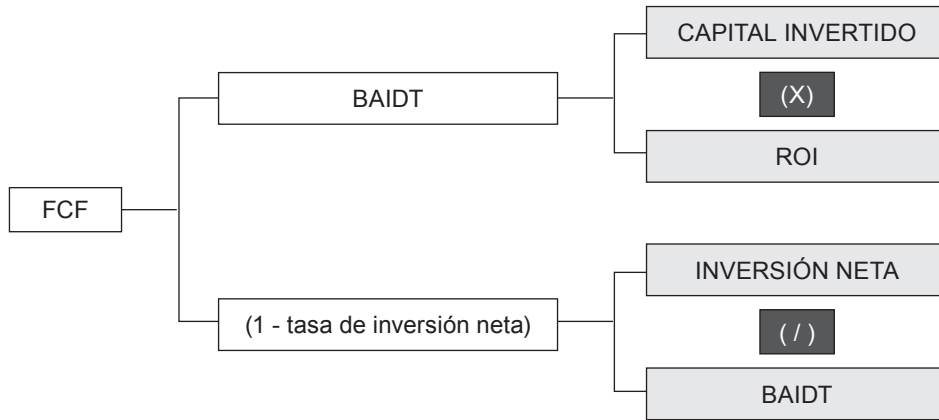 CAPITAL INVERTIDO
BAIDT
(X)
ROI
FCF
INVERSIÓN NETA
(1 - tasa de inversión neta)
( / )
BAIDT